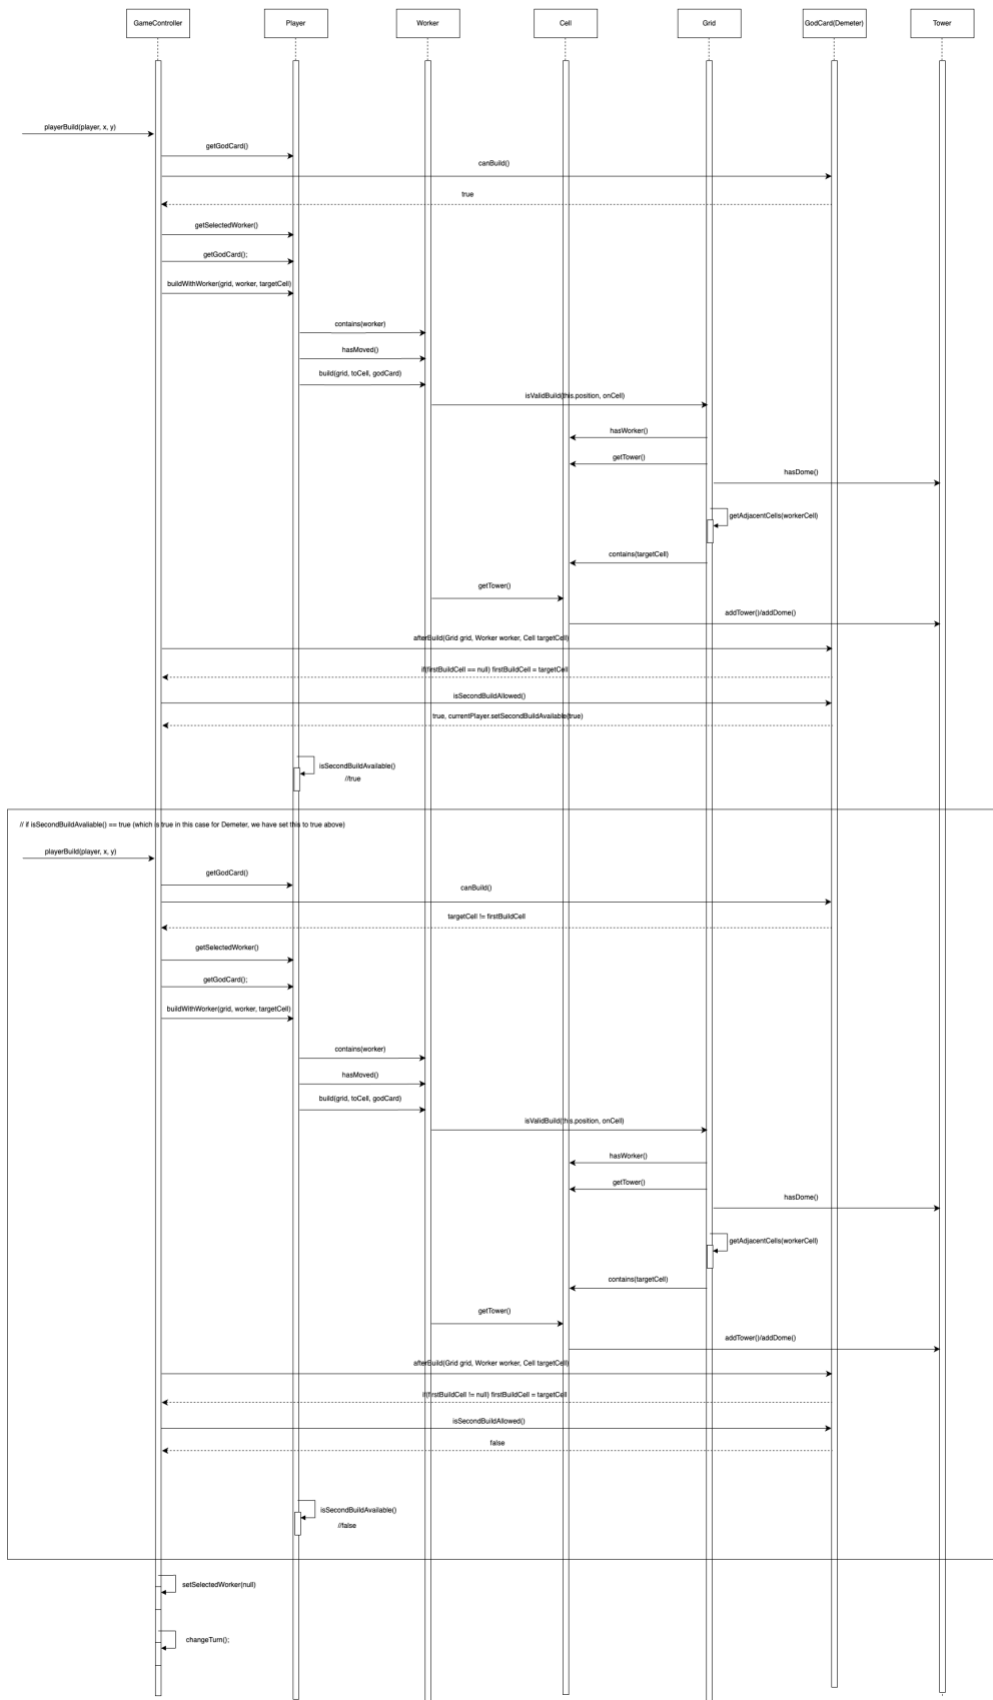 GameController
Player
Worker
Cell
Grid
GodCard(Demeter)
Tower
playerBuild(player, x, y)
getGodCard()
canBuild()
true
getSelectedWorker()
getGodCard();
buildWithWorker(grid, worker, targetCell)
contains(worker)
hasMoved()
build(grid, toCell, godCard)
isValidBuild(this.position, onCell)
hasWorker()
getTower()
hasDome()
getAdjacentCells(workerCell)
contains(targetCell)
getTower()
addTower()/addDome()
afterBuild(Grid grid, Worker worker, Cell targetCell)
if(firstBuildCell == null) firstBuildCell = targetCell
isSecondBuildAllowed()
true, currentPlayer.setSecondBuildAvailable(true)
isSecondBuildAvailable()
//true
// if isSecondBuildAvaliable() == true (which is true in this case for Demeter, we have set this to true above)
playerBuild(player, x, y)
getGodCard()
canBuild()
targetCell != firstBuildCell
getSelectedWorker()
getGodCard();
buildWithWorker(grid, worker, targetCell)
contains(worker)
hasMoved()
build(grid, toCell, godCard)
isValidBuild(this.position, onCell)
hasWorker()
getTower()
hasDome()
getAdjacentCells(workerCell)
contains(targetCell)
getTower()
addTower()/addDome()
afterBuild(Grid grid, Worker worker, Cell targetCell)
if(firstBuildCell != null) firstBuildCell = targetCell
isSecondBuildAllowed()
false
isSecondBuildAvailable()
//false
setSelectedWorker(null)
changeTurn();